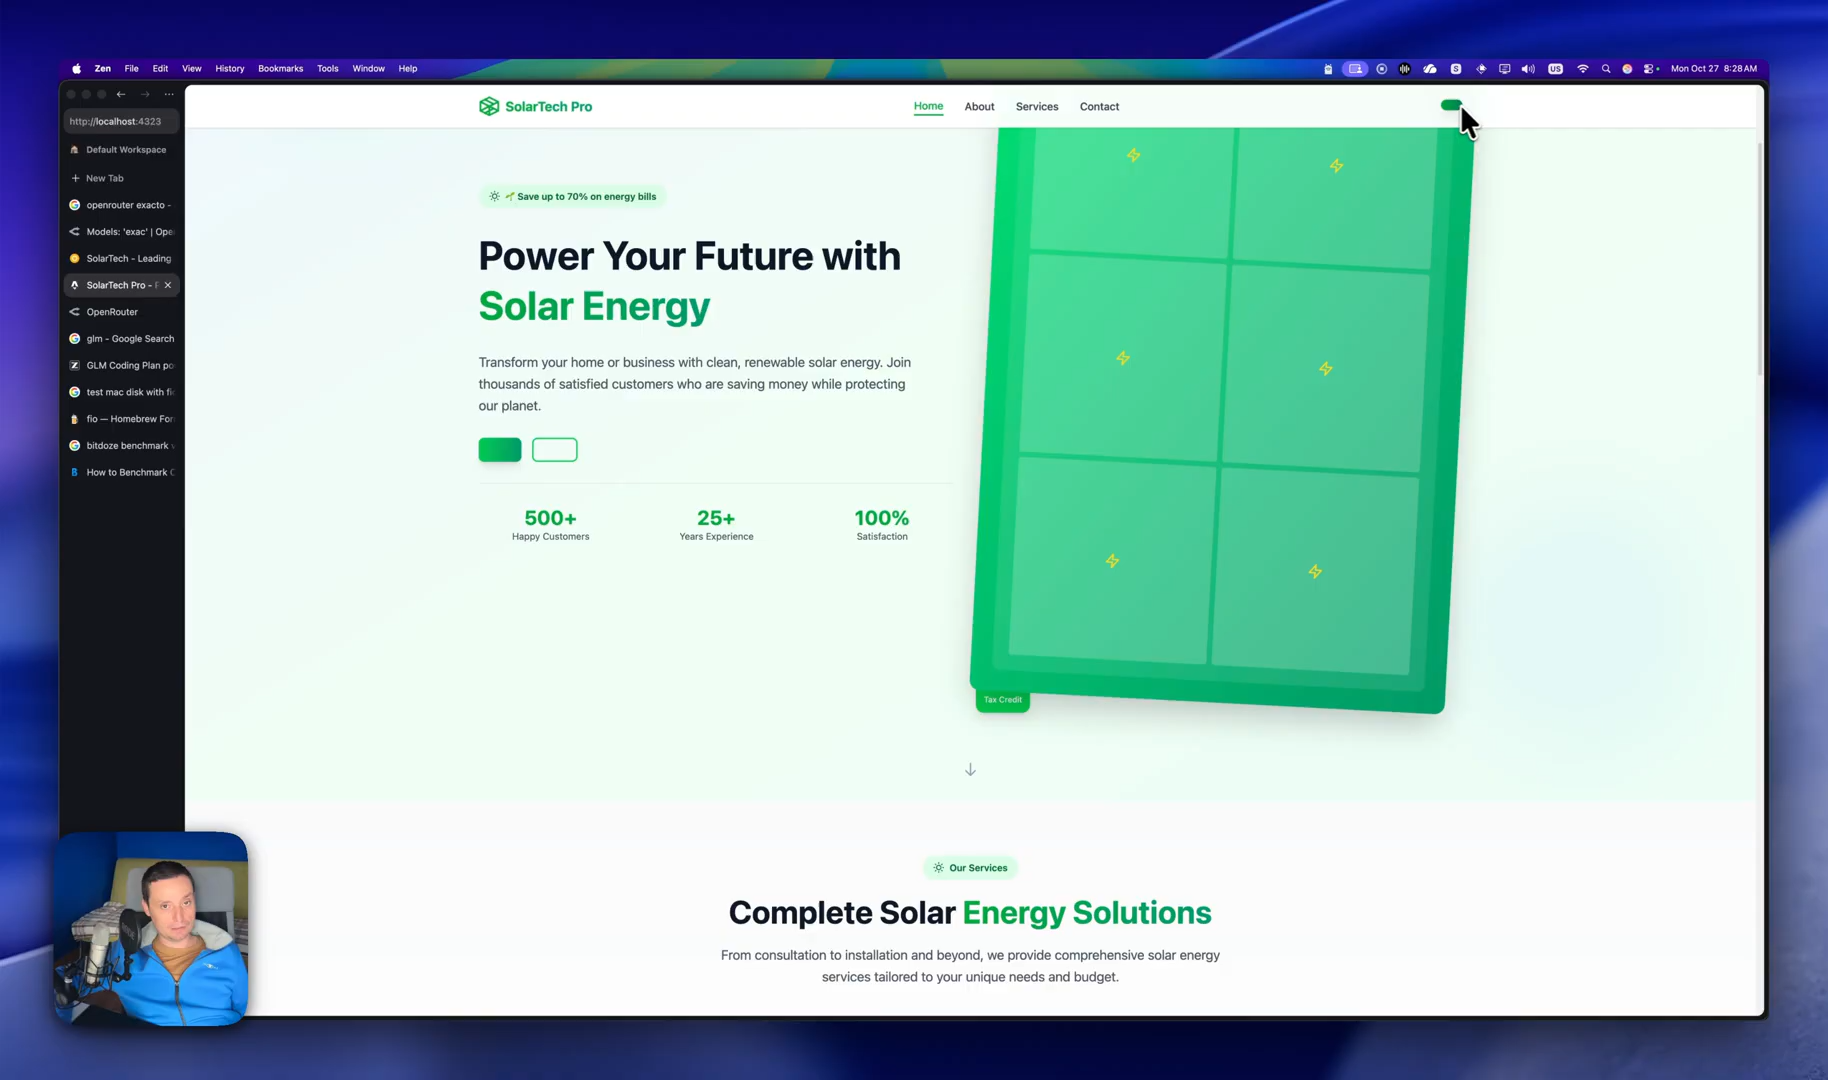 Zen File Edit View History Bookmarks Tools Window Help
US
Mon Oct 27 8:28 AM
http://localhost:4323
Default Workspace
New Tab
openrouter exacto -
Models: 'exac' | Ope
SolarTech - Leading
SolarTech Pro -
OpenRouter
glm - Google Search
GLM Coding Plan po
test mac disk with fi
fio — Homebrew For
bitdoze benchmark
How to Benchmark
SolarTech Pro
Home About Services Contact
🌱 Save up to 70% on energy bills
Power Your Future with
Solar Energy
Transform your home or business with clean, renewable solar energy. Join
thousands of satisfied customers who are saving money while protecting
our planet.
500+ 25+ 100%
Happy Customers Years Experience Satisfaction
Tax Credit
Our Services
Complete Solar Energy Solutions
From consultation to installation and beyond, we provide comprehensive solar energy
services tailored to your unique needs and budget.